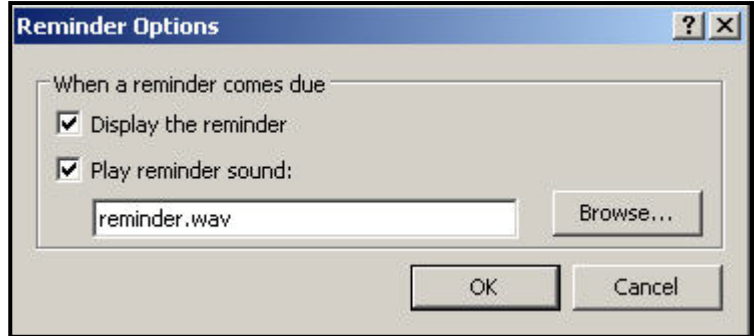 Reminder Options
When a reminder comes due
Display the reminder
Play reminder sound:
reminder.wav
Browse...
OK
Cancel